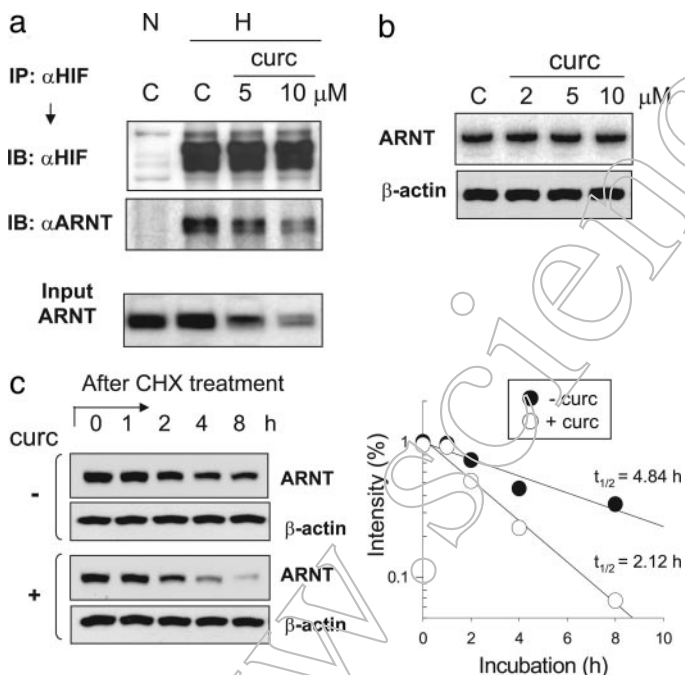 a
N H
curc
IP: αHIF
C C 5 10 μM
IB: αHIF
IB: αARNT
Input
ARNT
b
curc
C 2 5 10 μM
ARNT
β-actin
c
After CHX treatment
0 1 2 4 8 h
curc
- ARNT
β-actin
+ ARNT
β-actin
- curc
+ curc
Intensity (%)
1
0.1
t1/2 = 4.84
t1/2 = 2.12
0 2 4 6 8 10
Incubation (h)